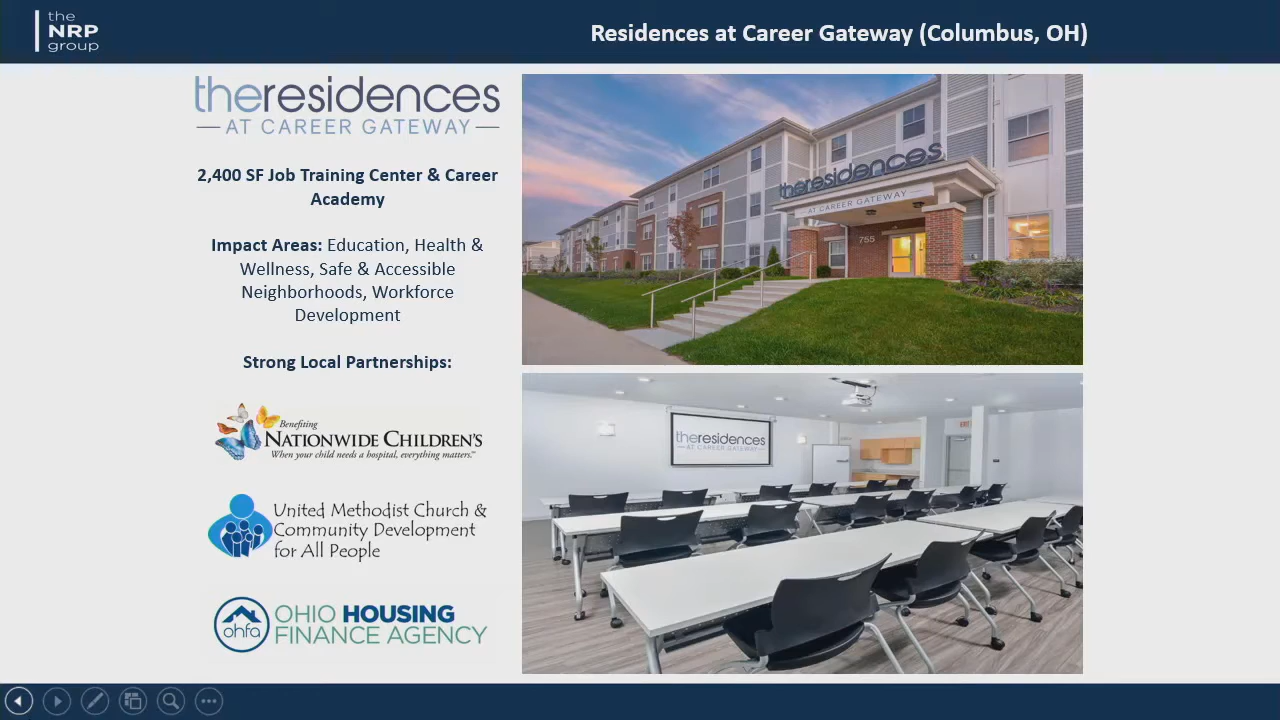 the
NRP
group
Residences at Career Gateway (Columbus, OH)
theresidences
AT CAREER GATEWAY
2,400 SF Job Training Center & Career
Academy
Impact Areas: Education, Health &
Wellness, Safe & Accessible
Neighborhoods, Workforce
Development
Strong Local Partnerships:
Benefiting
NATIONWIDE CHILDREN'S
When your child needs a hospital, everything matters.™
United Methodist Church &
Community Development
for All People
ohfa
OHIO HOUSING
FINANCE AGENCY
theresidences
AT CAREER GATEWAY
755
theresidences
AT CAREER GATEWAY
EXIT